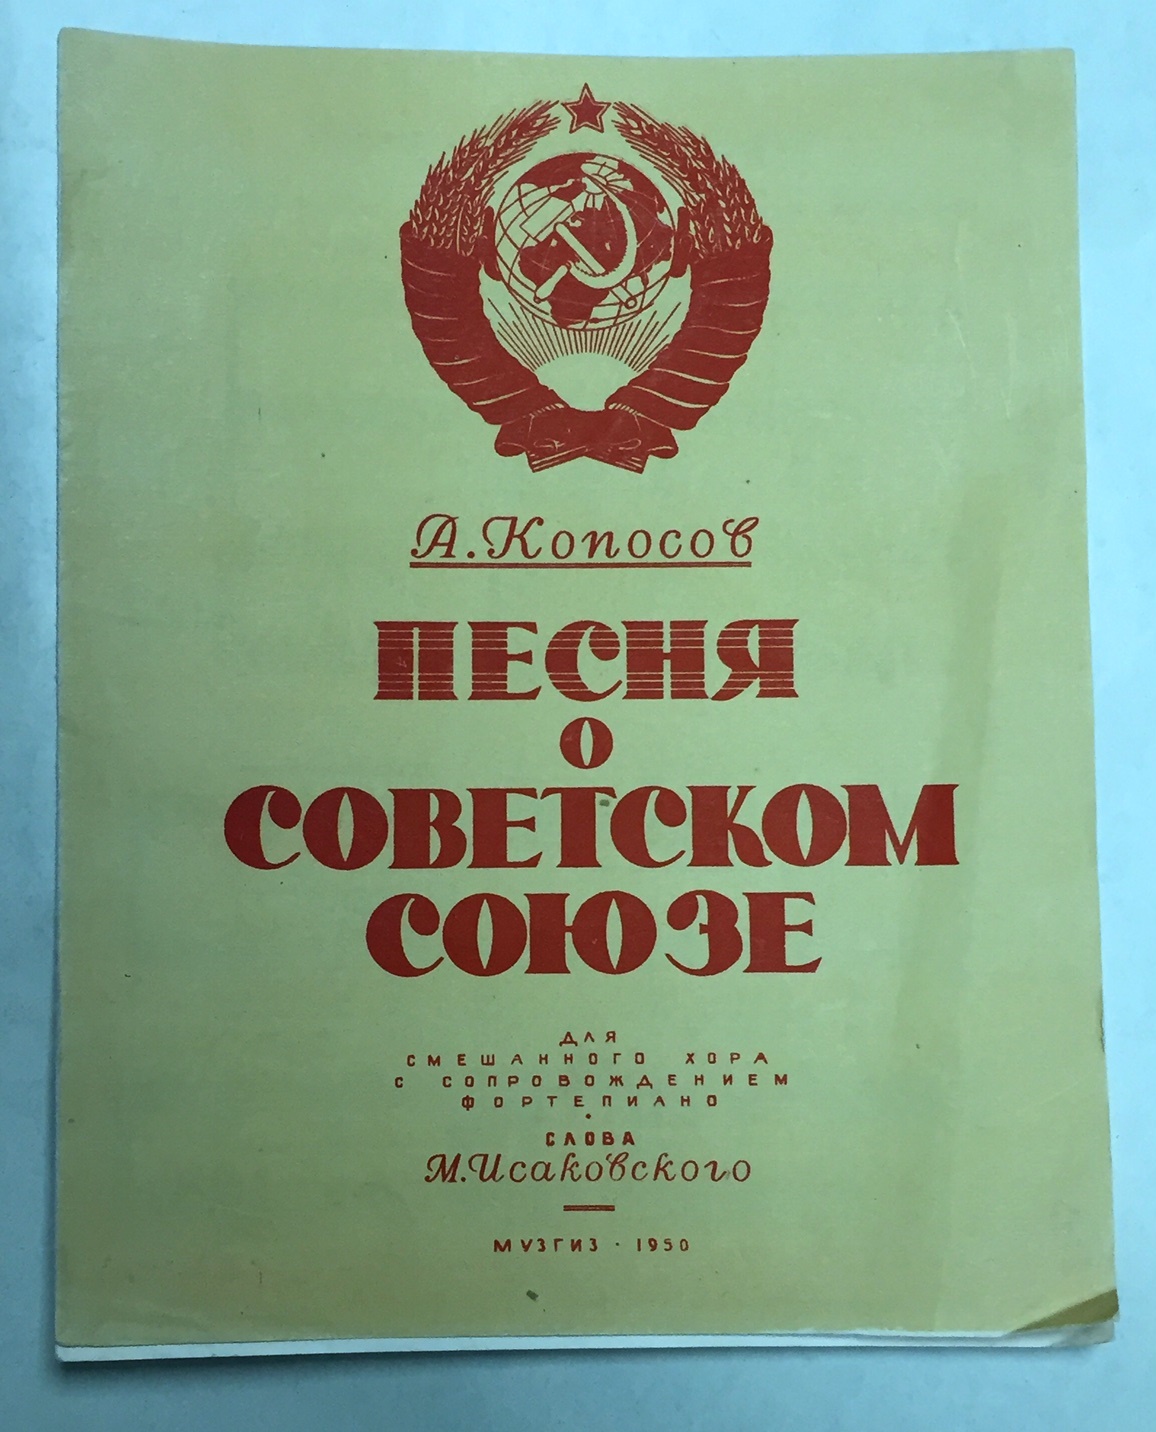 А. Копосов
ПЕСНЯ
О
СОВЕТСКОМ
СОЮЗЕ
ДЛЯ
СМЕШАННОГО ХОРА
С СОПРОВОЖДЕНИЕМ
ФОРТЕПИАНО
•
СЛОВА
М. Исаковского
МУЗГИЗ · 1950